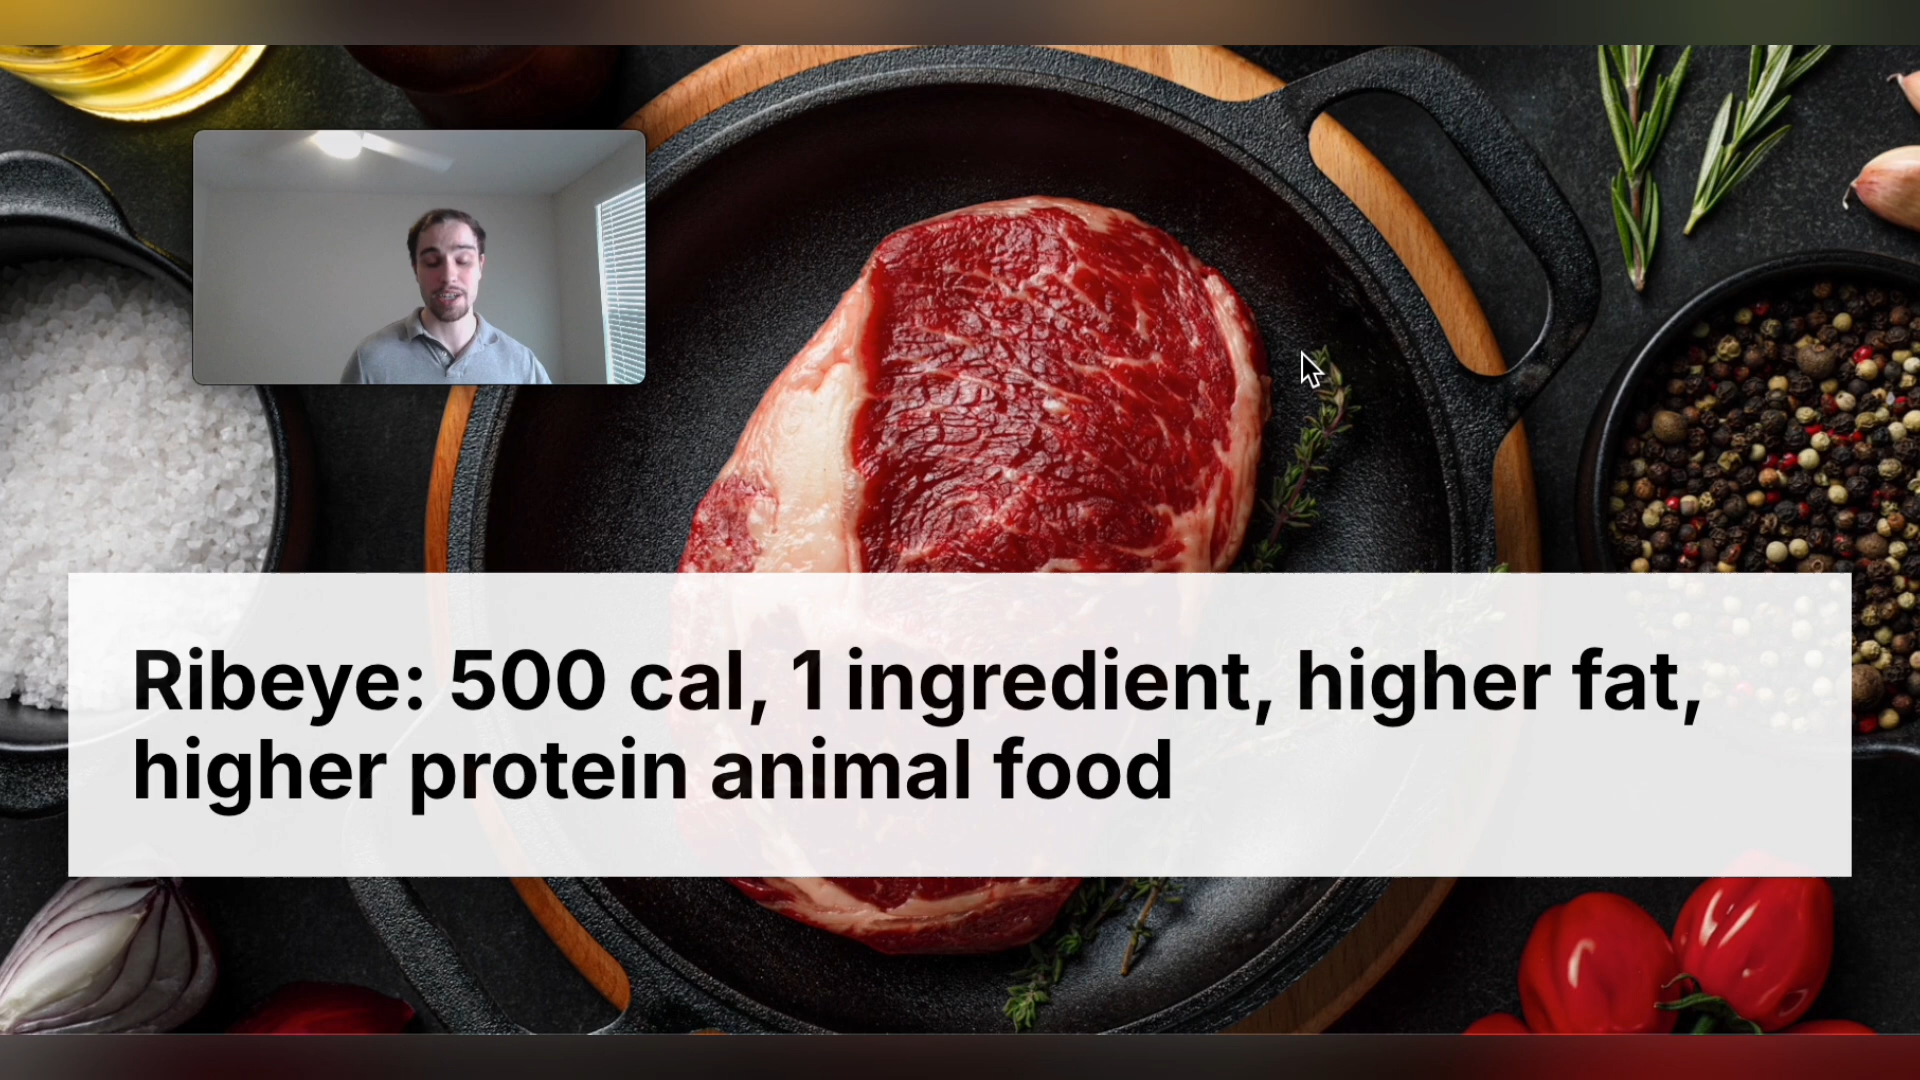 Ribeye: 500 cal, 1 ingredient, higher fat,
higher protein animal food